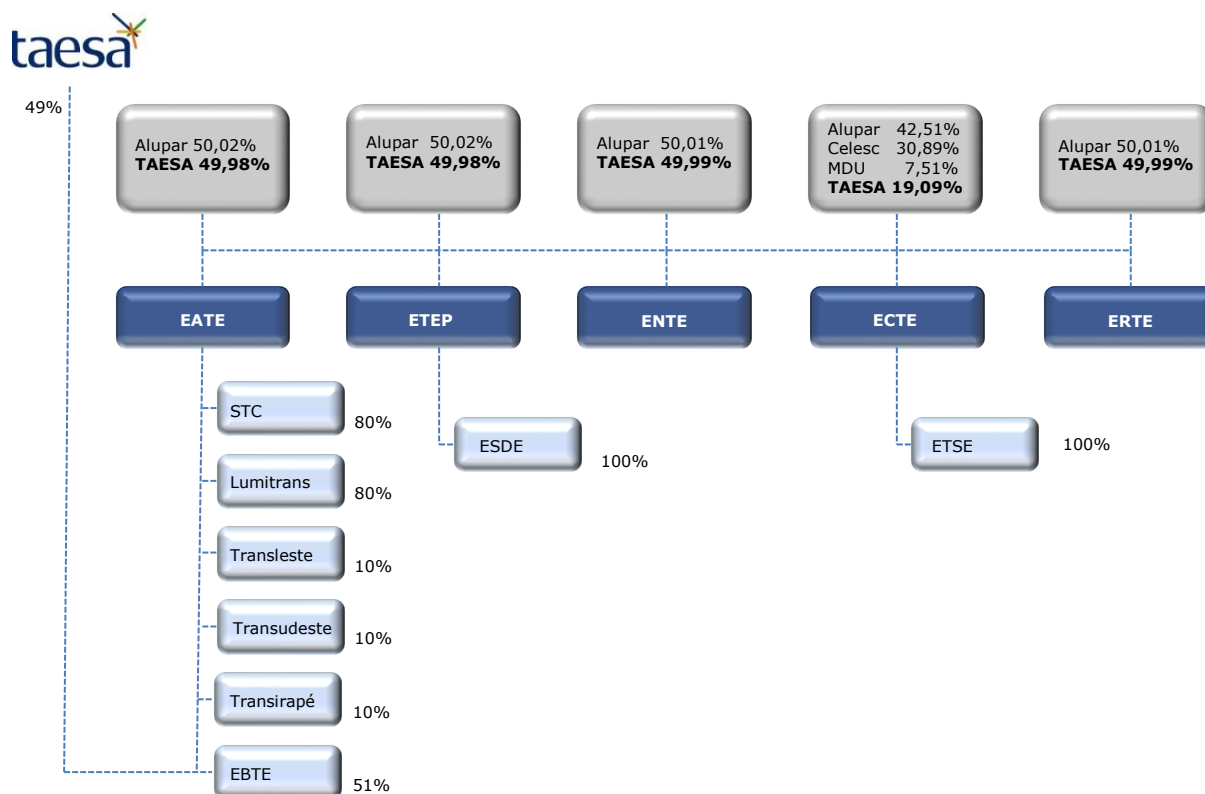 taesa
49%
Alupar 50,02%
TAESA 49,98%
Alupar 50,02%
TAESA 49,98%
Alupar 50,01%
TAESA 49,99%
Alupar 42,51%
Celesc 30,89%
MDU 7,51%
TAESA 19,09%
Alupar 50,01%
TAESA 49,99%
EATE
ETEP
ENTE
ECTE
ERTE
STC
80%
ESDE
100%
ETSE
100%
Lumitrans
80%
Transleste
10%
Transudeste
10%
Transirapé
10%
EBTE
51%